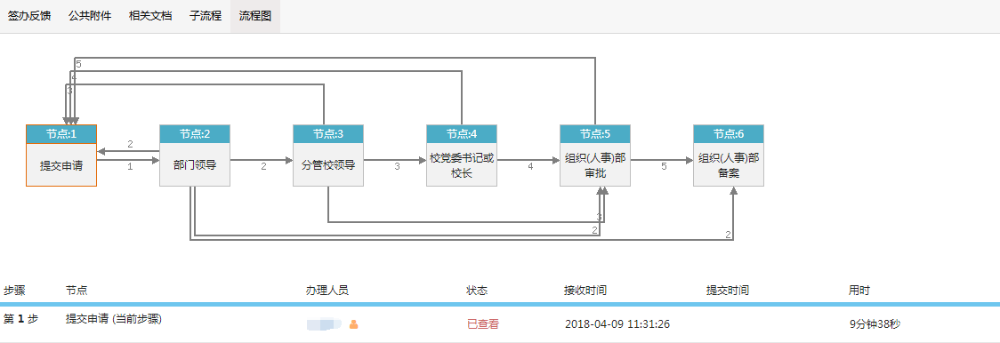 签办反馈 公共附件 相关文档 子流程 流程图
5
4
3
节点:1 节点:2 节点:3 节点:4 节点:5 节点:6
提交申请
部门领导
分管校领导
校党委书记或
校长
组织(人事)部
审批
组织(人事)部
备案
2
1
2
3
4
5
3
2
2
步骤 节点 办理人员 状态 接收时间 提交时间 用时
第 1 步 提交申请 (当前步骤) 已查看 2018-04-09 11:31:26 9分钟38秒